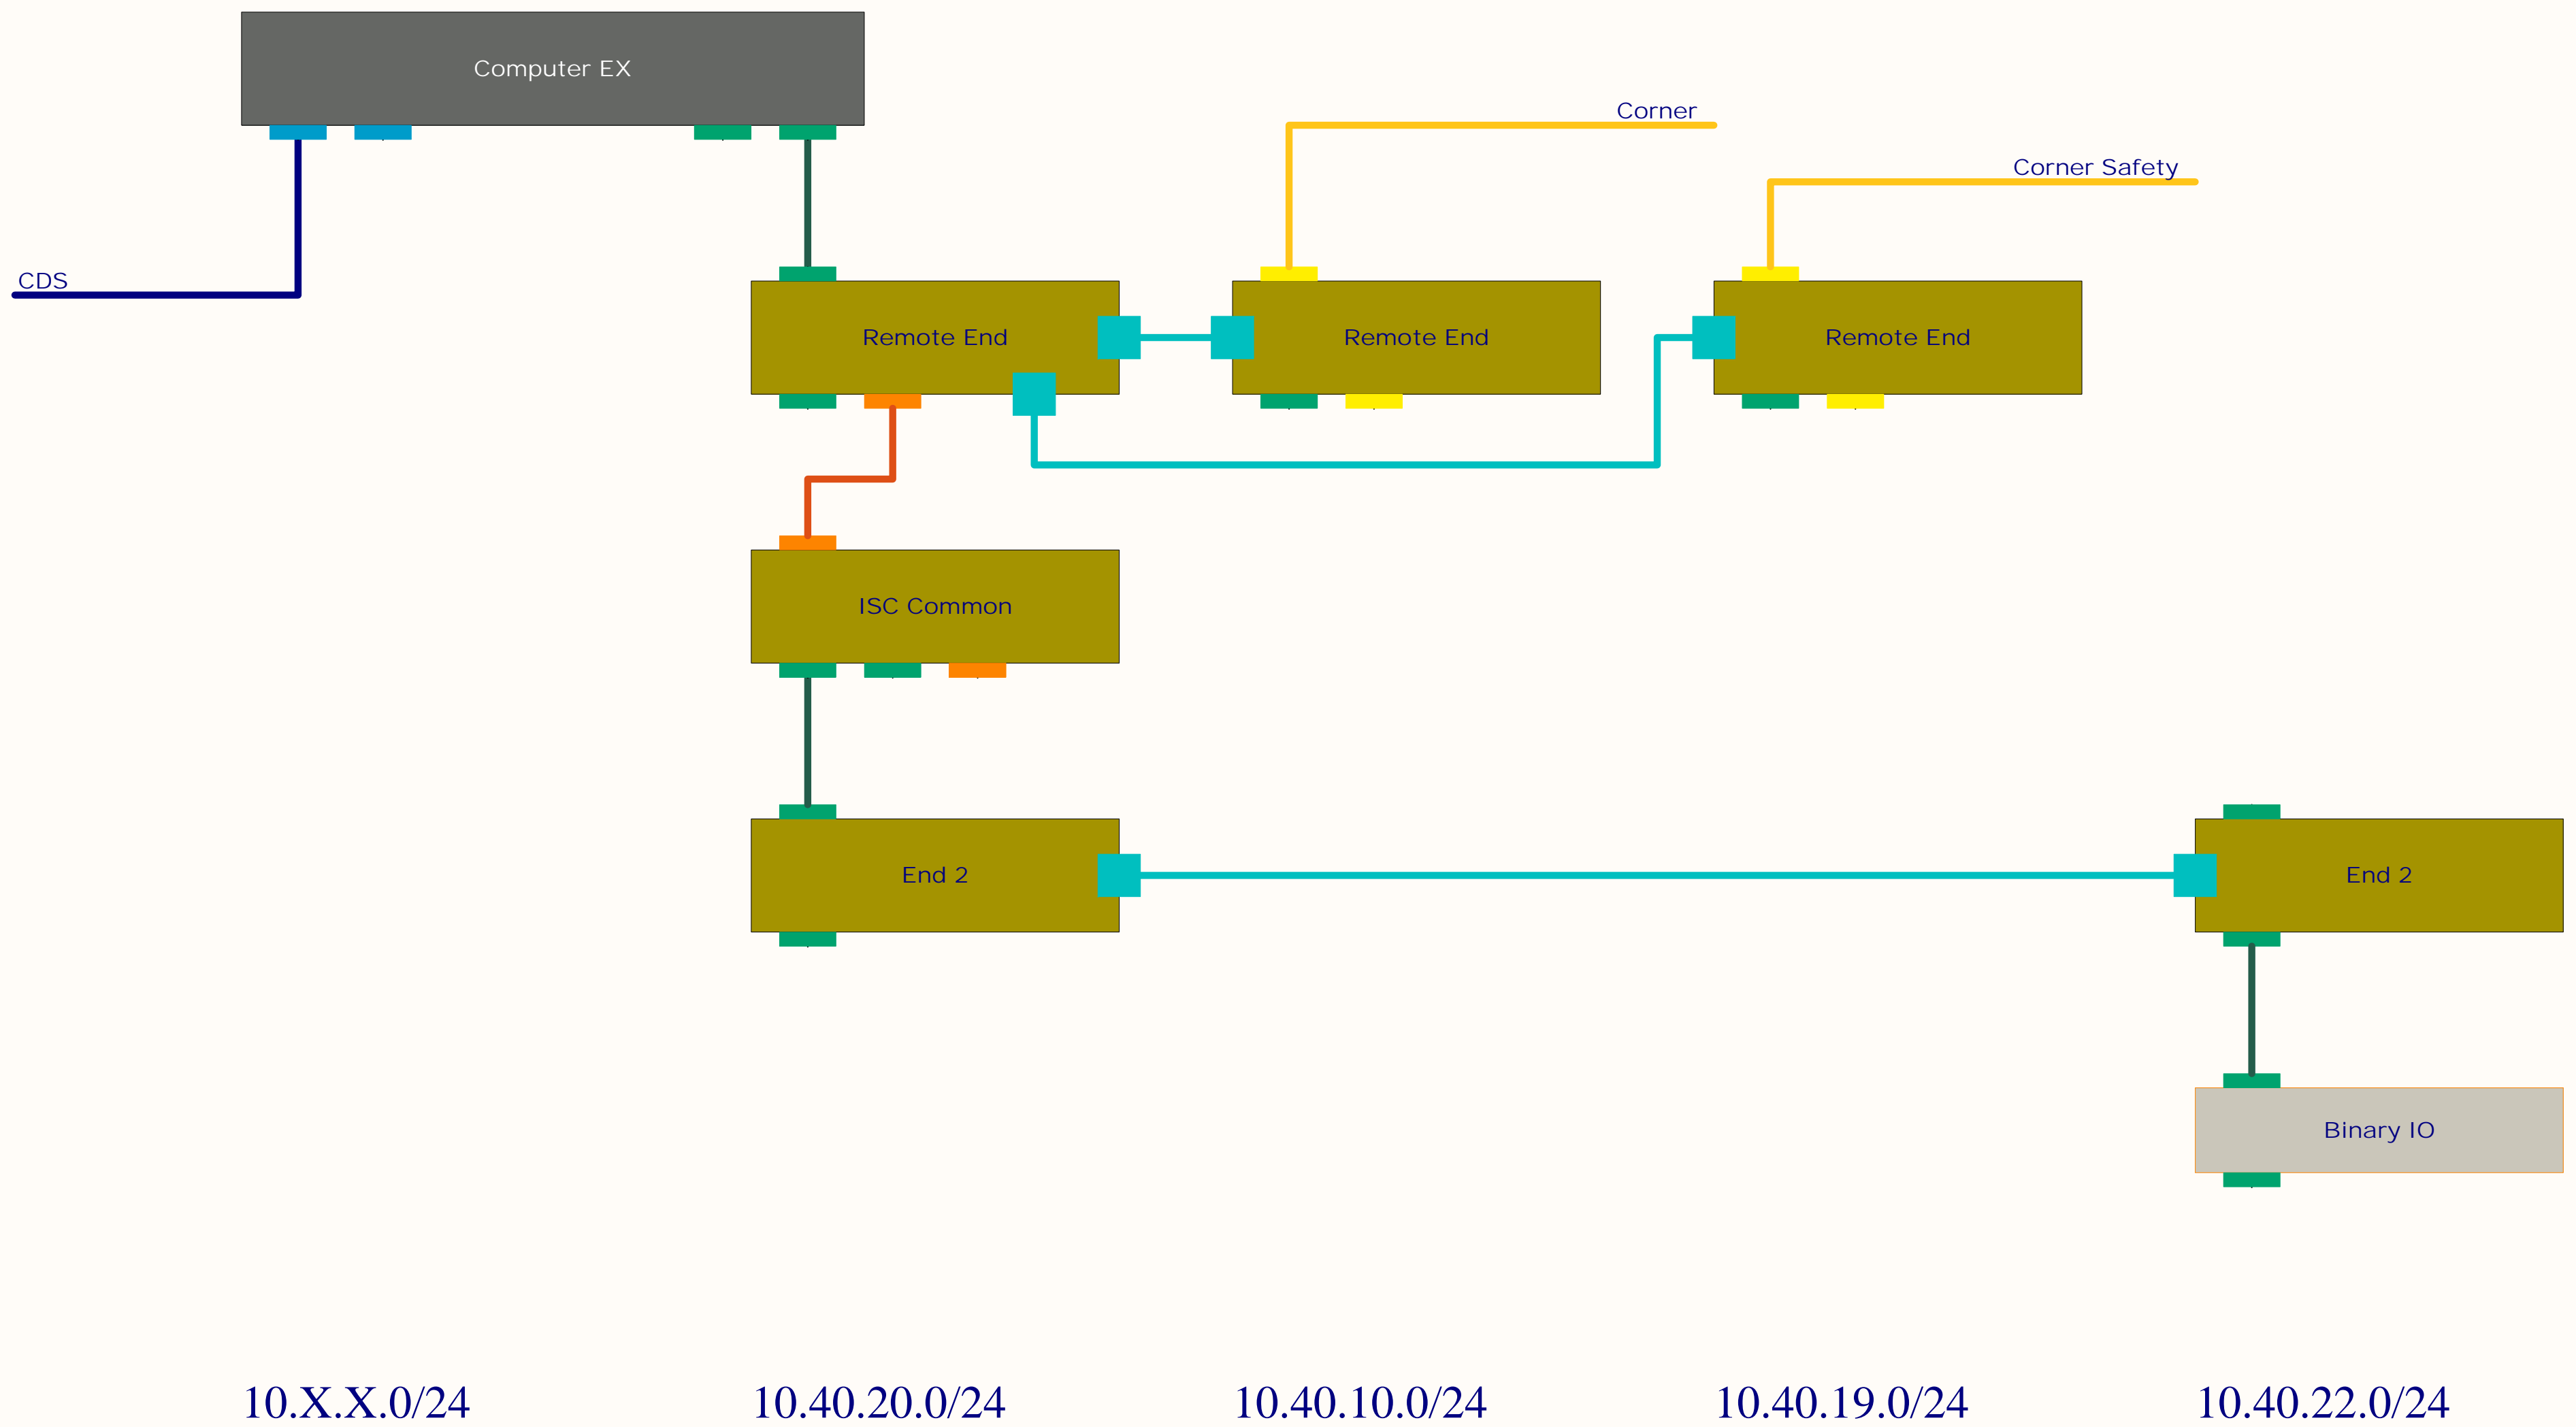 Computer EX
Corner
Corner Safety
CDS
Remote End
Remote End
Remote End
ISC Common
End 2
End 2
Binary IO
10.X.X.0/24
10.40.20.0/24
10.40.10.0/24
10.40.19.0/24
10.40.22.0/24